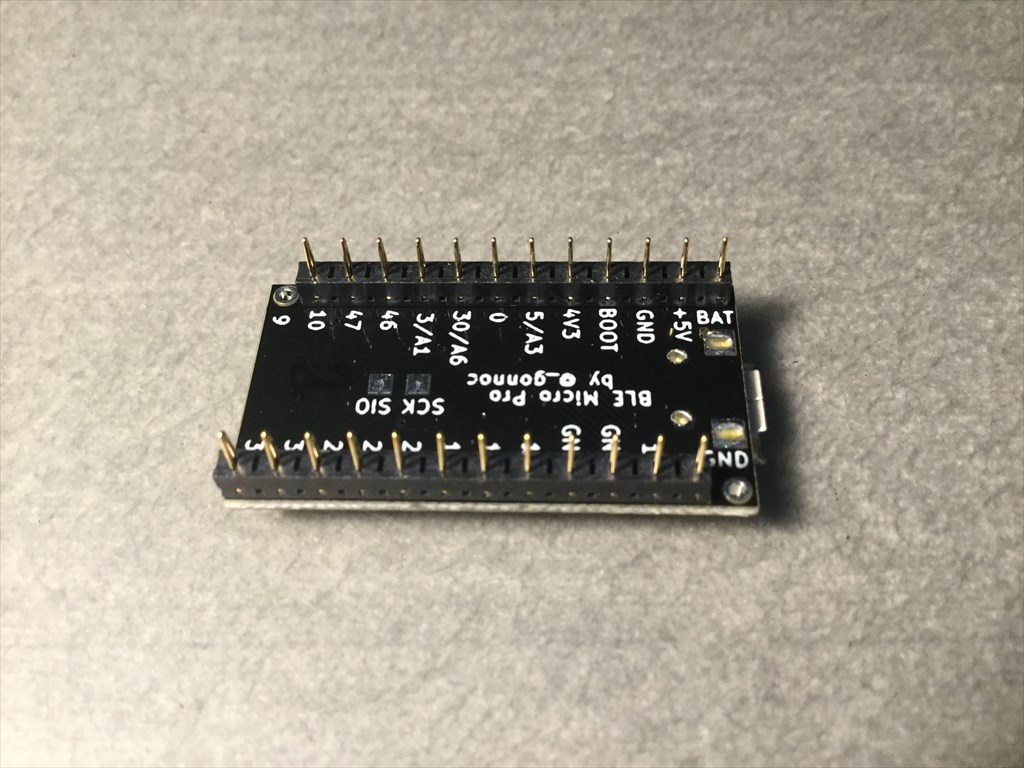 BAT
+5V
GND
BOOT
4V3
5/A3
0
30/A6
3/A1
46
47
10
9
BLE Micro Pro
by @_gonnoc
SCK SIO
GND